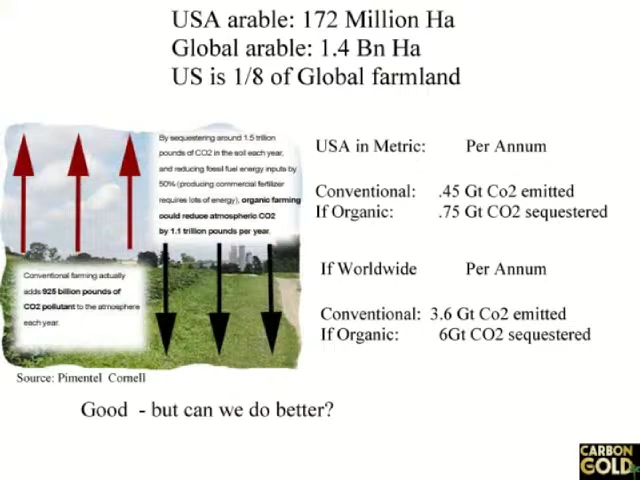 USA arable: 172 Million Ha
Global arable: 1.4 Bn Ha
US is 1/8 of Global farmland
By sequestering around 1.5 trillion
pounds of CO2 in the soil each year,
and reducing fossil fuel energy inputs by
50% (producing commercial fertilizer
requires lots of energy), organic farming
could reduce atmospheric CO2
by 1.1 trillion pounds per year.
Conventional farming actually
adds 925 billion pounds of
CO2 pollutant to the atmosphere
each year.
Source: Pimentel Cornell
USA in Metric: Per Annum
Conventional: .45 Gt Co2 emitted
If Organic: .75 Gt CO2 sequestered
If Worldwide Per Annum
Conventional: 3.6 Gt Co2 emitted
If Organic: 6Gt CO2 sequestered
Good - but can we do better?
CARBON
GOLD